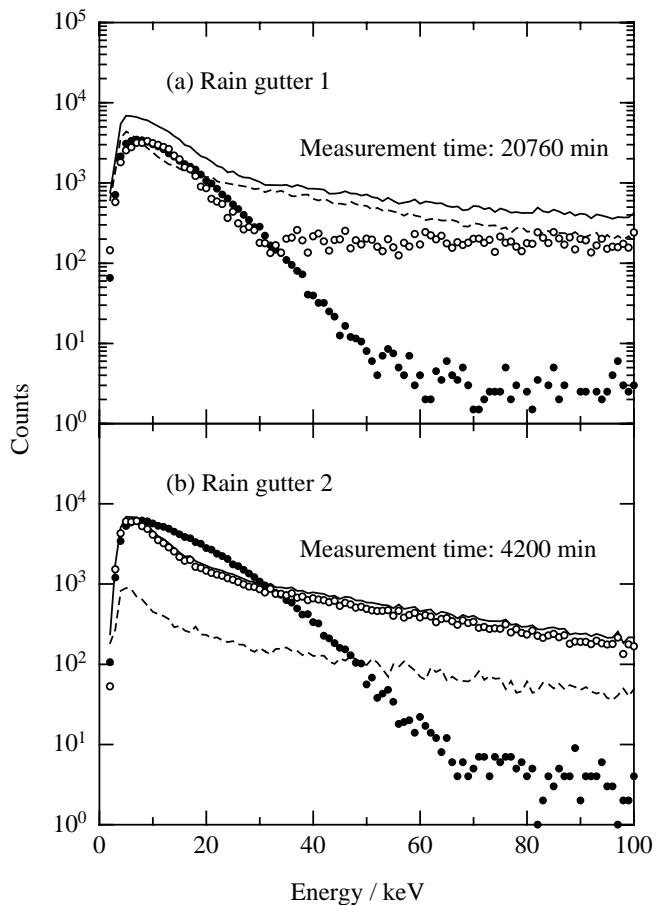 10^5
(a) Rain gutter 1
10^4
Measurement time: 20760 min
10^3
10^2
10^1
10^0
Counts
(b) Rain gutter 2
10^4
Measurement time: 4200 min
10^3
10^2
10^1
10^0
0 20 40 60 80 100
Energy / keV